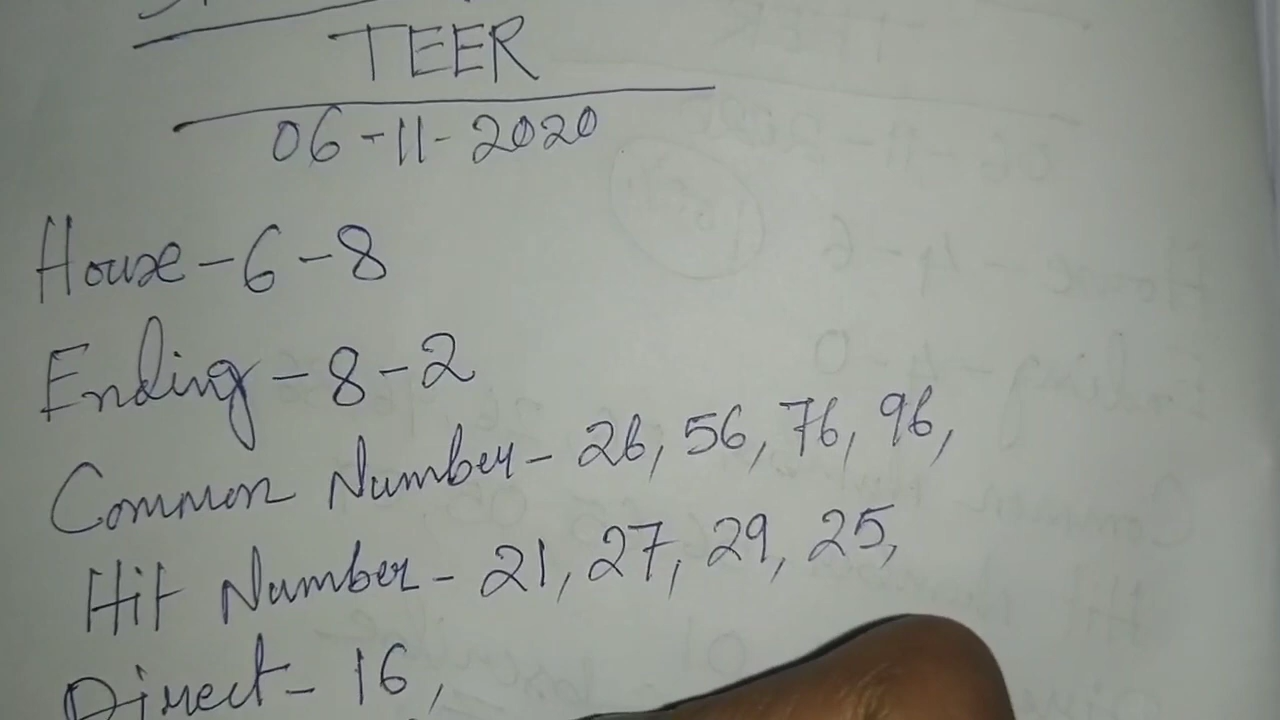 TEER
06-11-2020
House-6-8
Ending-8-2
Common Number-26, 56, 76, 96,
Hit Number-21, 27, 29, 25,
Direct-16,